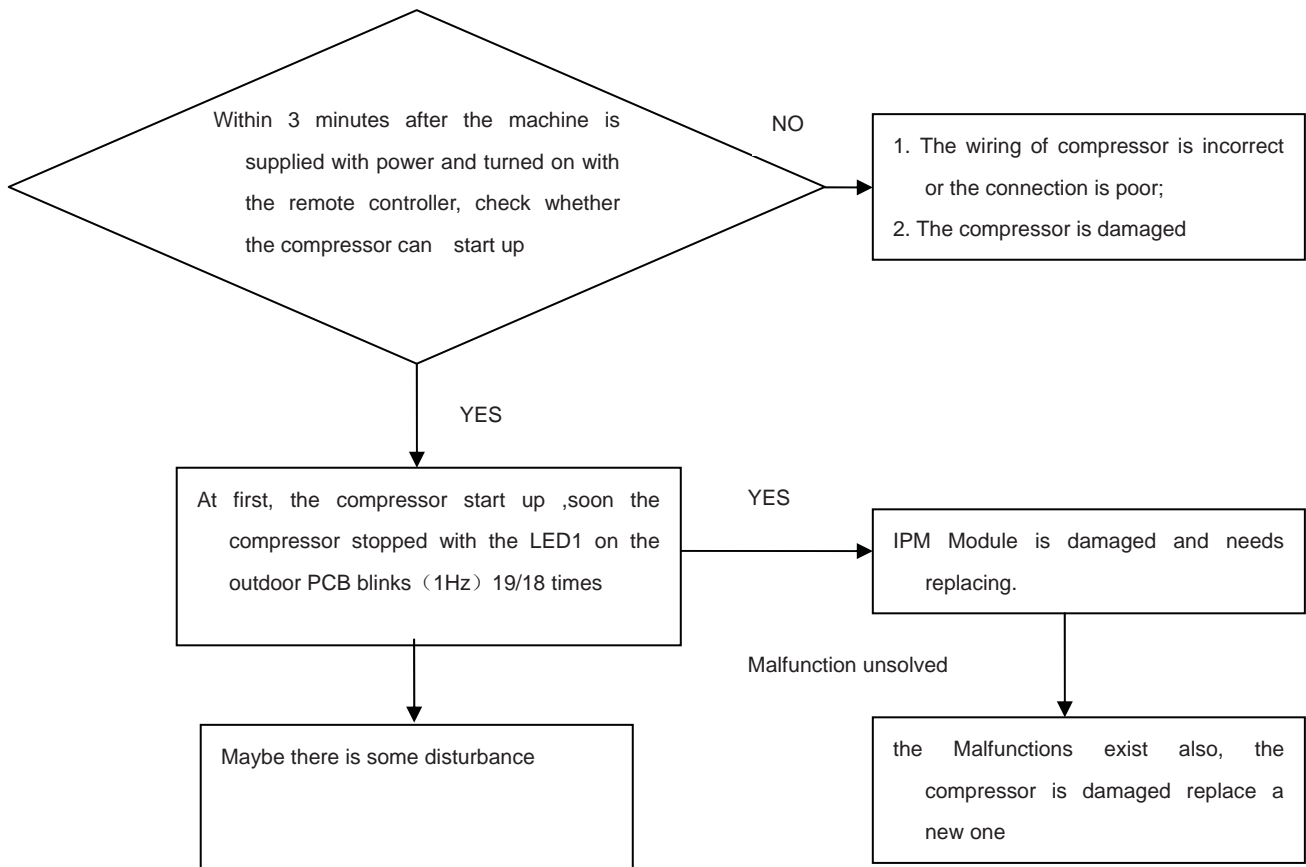 Within 3 minutes after the machine is
supplied with power and turned on with
the remote controller, check whether
the compressor can start up
NO
1. The wiring of compressor is incorrect
or the connection is poor;
2. The compressor is damaged
YES
At first, the compressor start up ,soon the
compressor stopped with the LED1 on the
outdoor PCB blinks（1Hz）19/18 times
YES
IPM Module is damaged and needs
replacing.
Malfunction unsolved
Maybe there is some disturbance
the Malfunctions exist also, the
compressor is damaged replace a
new one